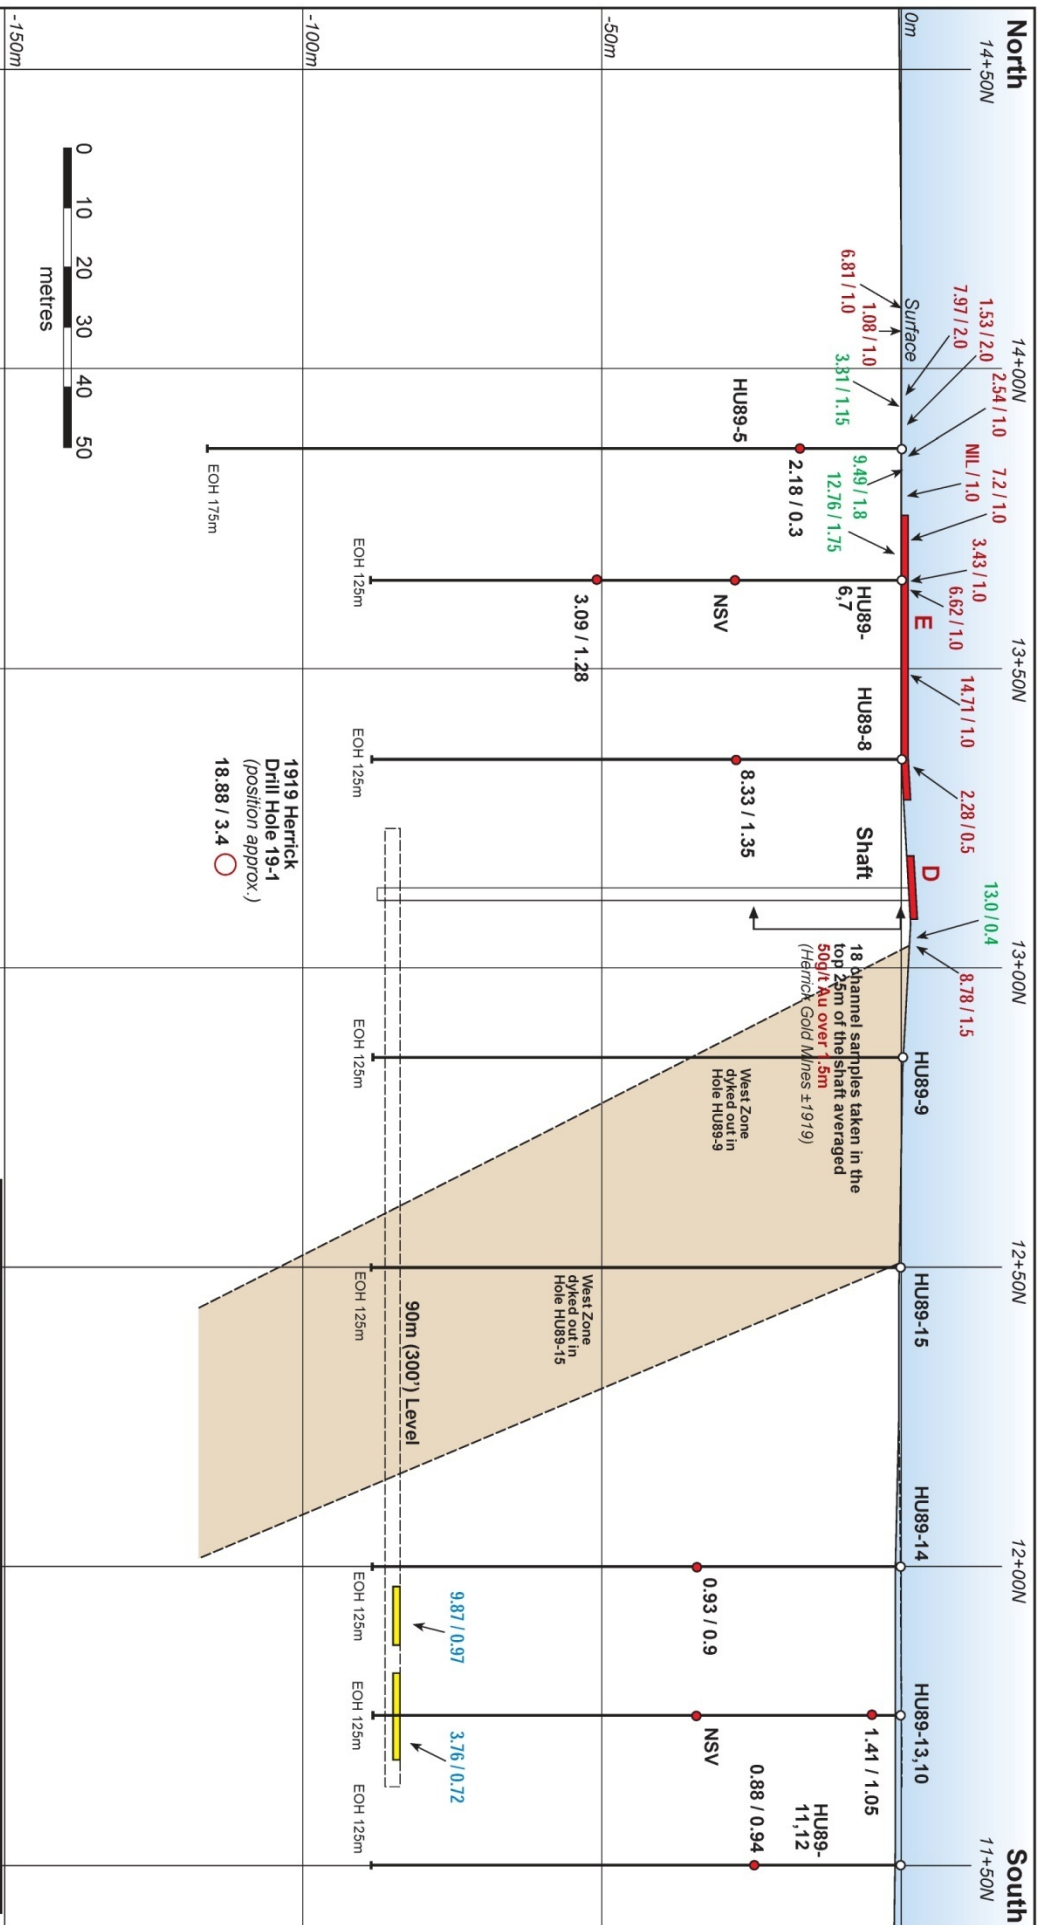 North
South
14+50N
14+00N
13+50N
13+00N
12+50N
12+00N
11+50N
0m
-50m
-100m
-150m
Surface
6.81 / 1.0
1.08 / 1.0
7.97 / 2.0
1.53 / 2.0
2.54 / 1.0
3.31 / 1.15
9.49 / 1.8
12.76 / 1.75
NIL / 1.0
7.2 / 1.0
3.43 / 1.0
6.62 / 1.0
E
14.71 / 1.0
2.28 / 0.5
D
13.0 / 0.4
8.78 / 1.5
HU89-5
2.18 / 0.3
EOH 175m
HU89-
6,7
NSV
3.09 / 1.28
EOH 125m
HU89-8
8.33 / 1.35
EOH 125m
Shaft
18 channel samples taken in the
top 25m of the shaft averaged
50g/t Au over 1.5m
(Herrick Gold Mines ±1919)
HU89-9
West Zone
dyked out in
Hole HU89-9
EOH 125m
HU89-15
West Zone
dyked out in
Hole HU89-15
EOH 125m
90m (300') Level
HU89-14
0.93 / 0.9
EOH 125m
9.87 / 0.97
HU89-13,10
1.41 / 1.05
NSV
EOH 125m
3.76 / 0.72
HU89-
11,12
0.88 / 0.94
EOH 125m
1919 Herrick
Drill Hole 19-1
(position approx.)
18.88 / 3.4
0 10 20 30 40 50
metres